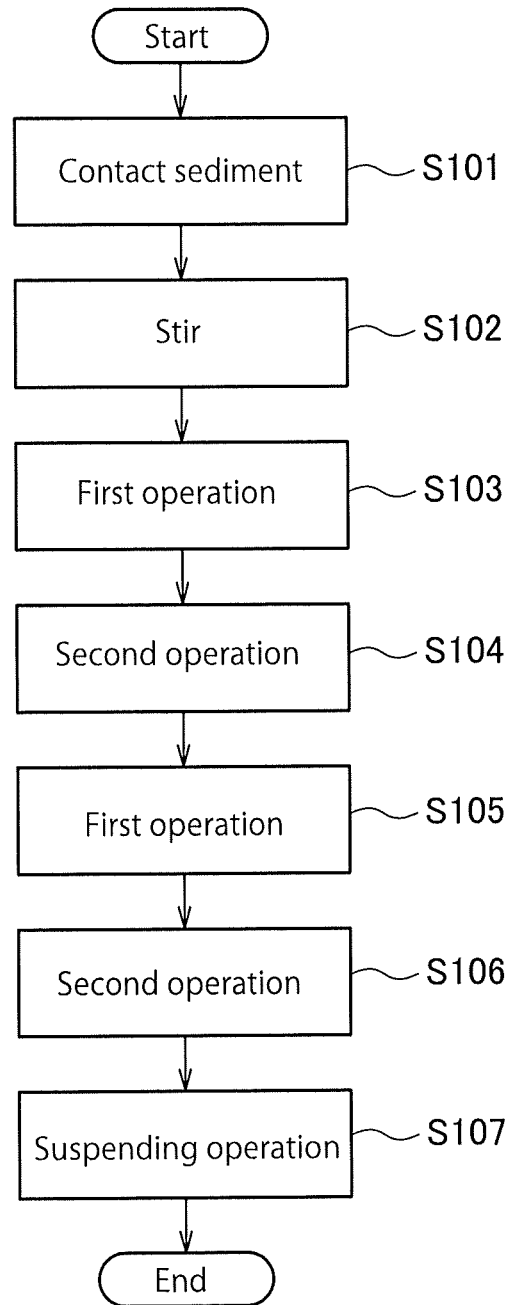 Start
Contact sediment S101
Stir S102
First operation S103
Second operation S104
First operation S105
Second operation S106
Suspending operation S107
End